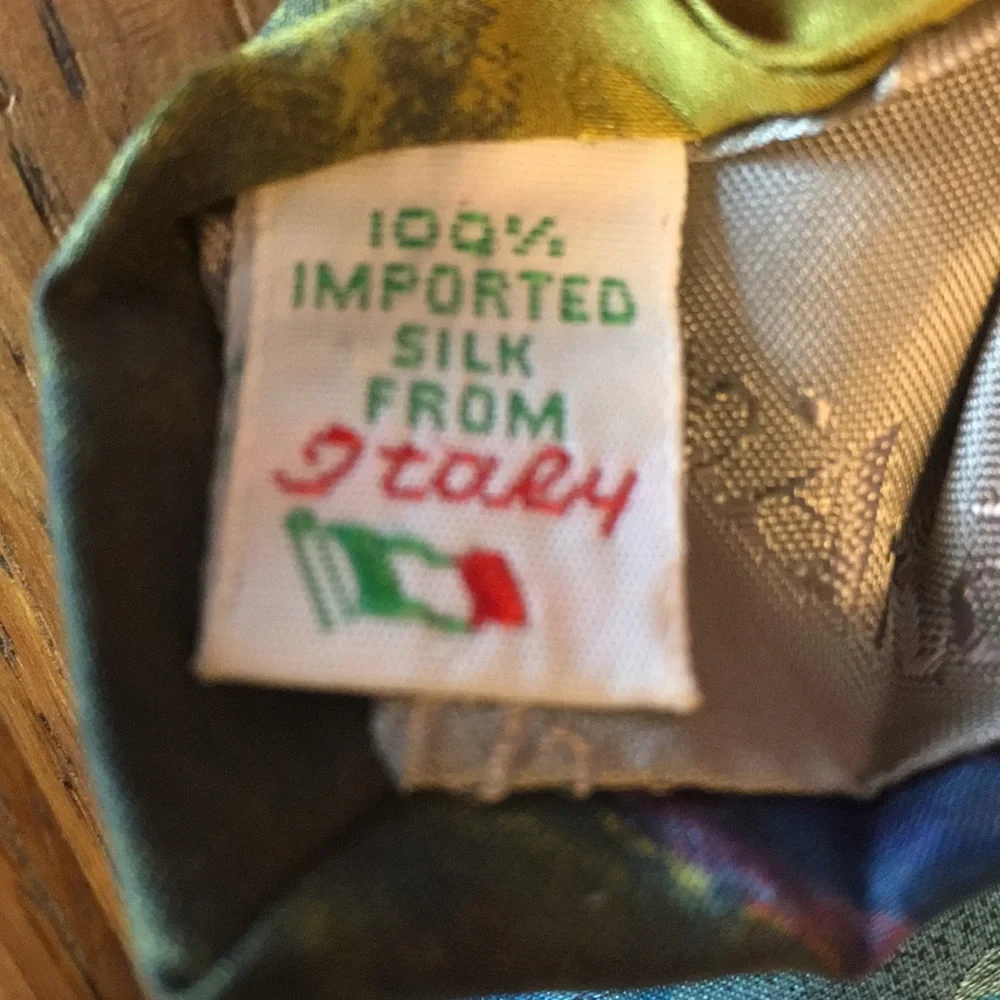 100%
IMPORTED
SILK
FROM
Italy